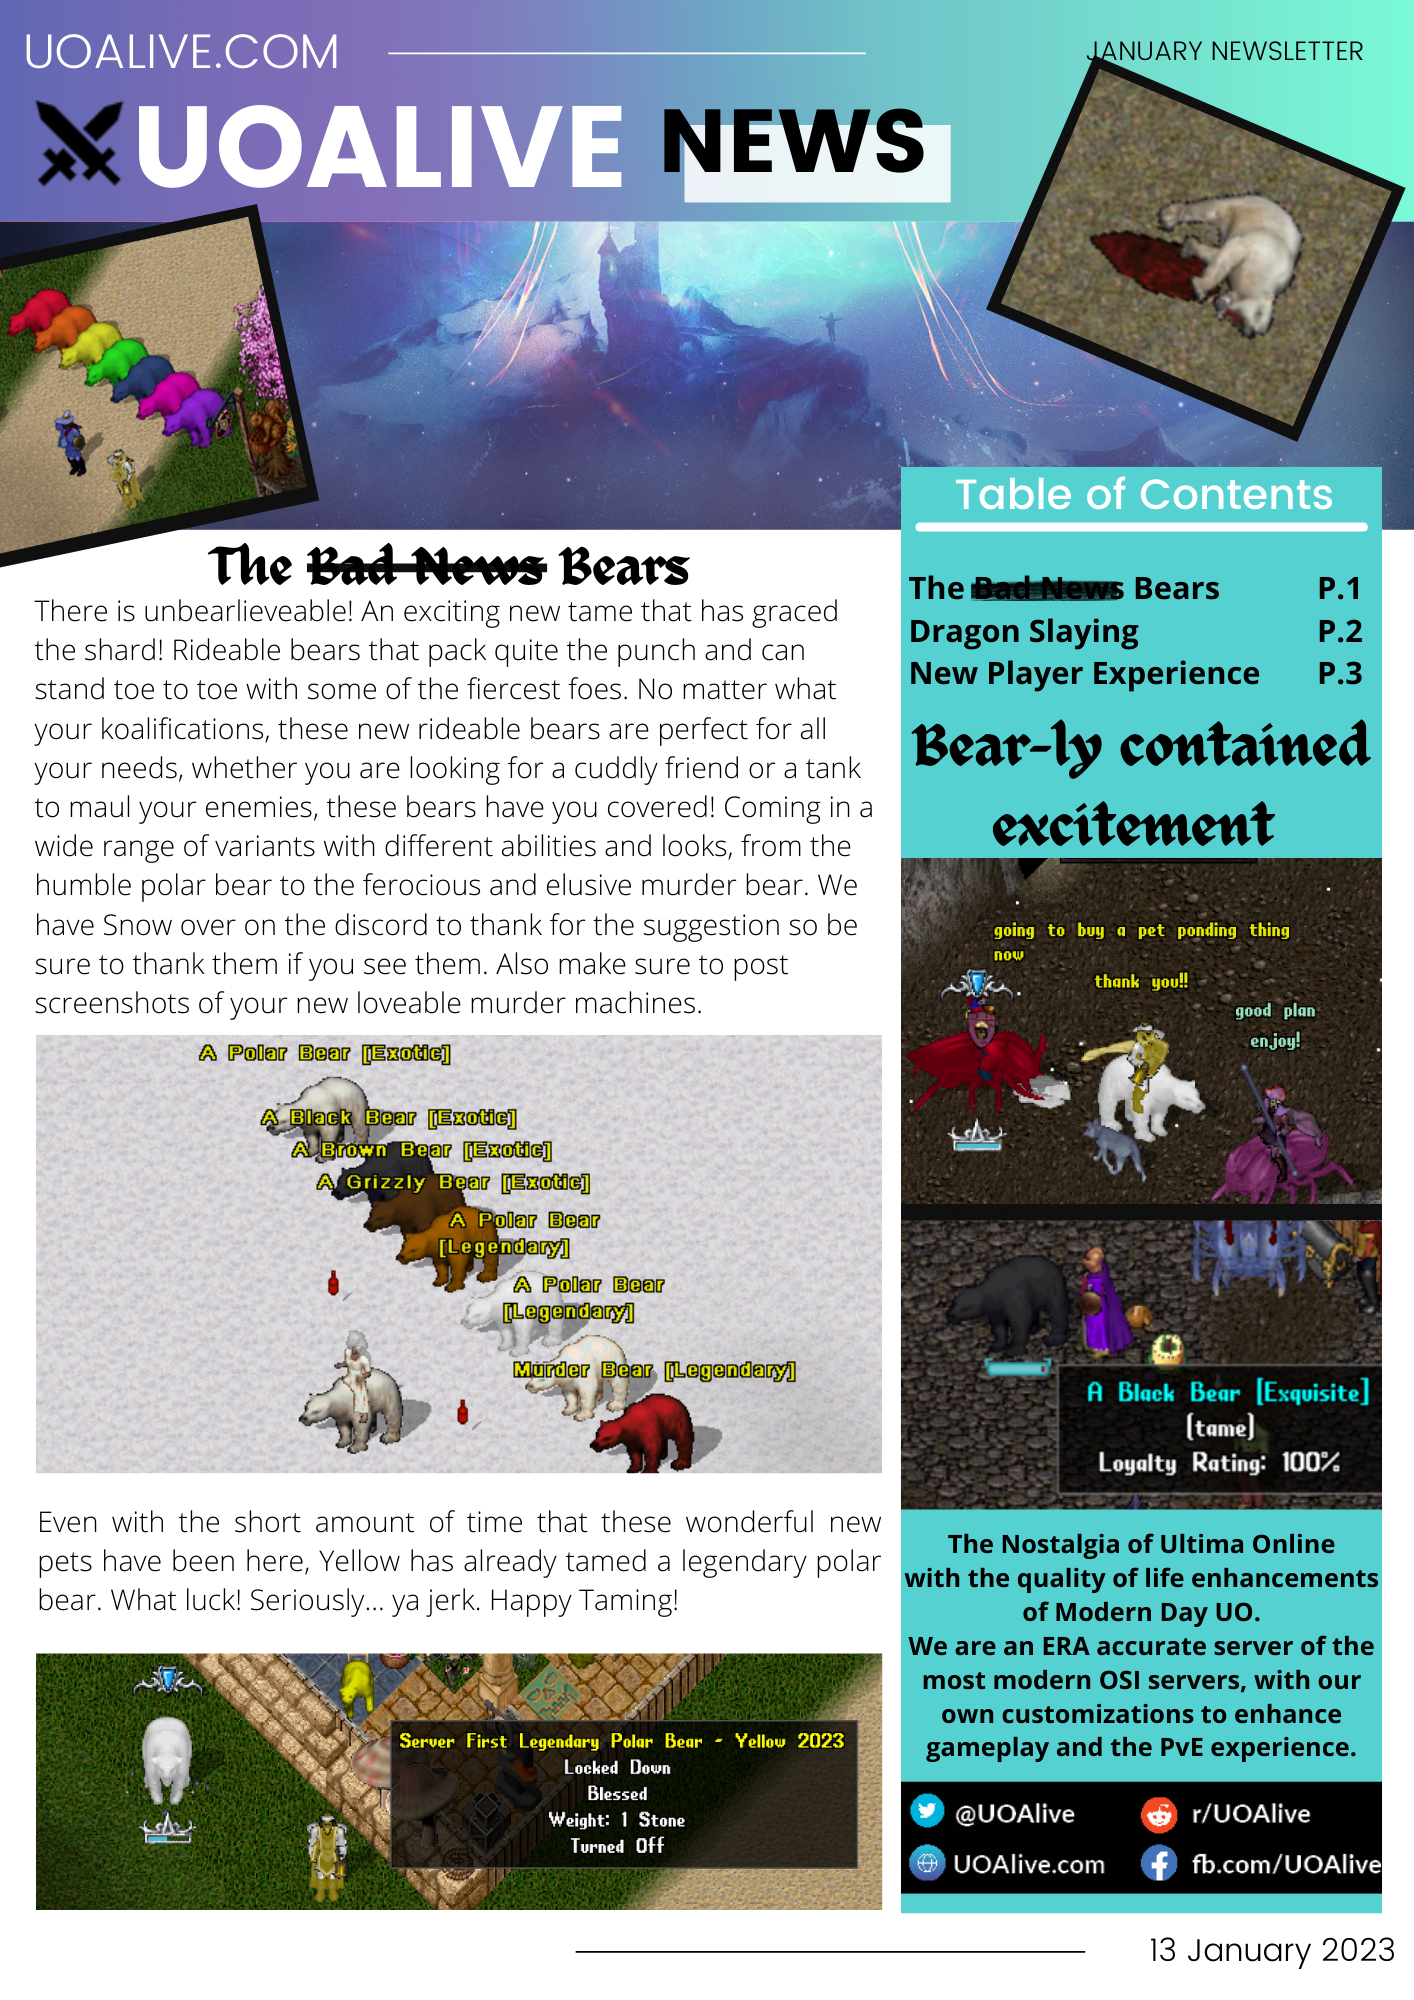 UOALIVE.COM
JANUARY NEWSLETTER
UOALIVE NEWS
The Bad News Bears
There is unbearlieveable! An exciting new tame that has graced
the shard! Rideable bears that pack quite the punch and can
stand toe to toe with some of the fiercest foes. No matter what
your koalifications, these new rideable bears are perfect for all
your needs, whether you are looking for a cuddly friend or a tank
to maul your enemies, these bears have you covered! Coming in a
wide range of variants with different abilities and looks, from the
humble polar bear to the ferocious and elusive murder bear. We
have Snow over on the discord to thank for the suggestion so be
sure to thank them if you see them. Also make sure to post
screenshots of your new loveable murder machines.
A Polar Bear [Exotic]
A Black Bear [Exotic]
A Brown Bear [Exotic]
A Grizzly Bear [Exotic]
A Polar Bear
[Legendary]
A Polar Bear
[Legendary]
Murder Bear [Legendary]
Even with the short amount of time that these wonderful new
pets have been here, Yellow has already tamed a legendary polar
bear. What luck! Seriously... ya jerk. Happy Taming!
Server First Legendary Polar Bear - Yellow 2023
Locked Down
Blessed
Weight: 1 Stone
Turned Off
Table of Contents
The Bad News Bears P.1
Dragon Slaying P.2
New Player Experience P.3
Bear-ly contained
excitement
going to buy a pet ponding thing
now
thank you!!
good plan
enjoy!
A Black Bear [Exquisite]
(tame)
Loyalty Rating: 100%
The Nostalgia of Ultima Online
with the quality of life enhancements
of Modern Day UO.
We are an ERA accurate server of the
most modern OSI servers, with our
own customizations to enhance
gameplay and the PvE experience.
@UOAlive
r/UOAlive
UOAlive.com
fb.com/UOAlive
13 January 2023